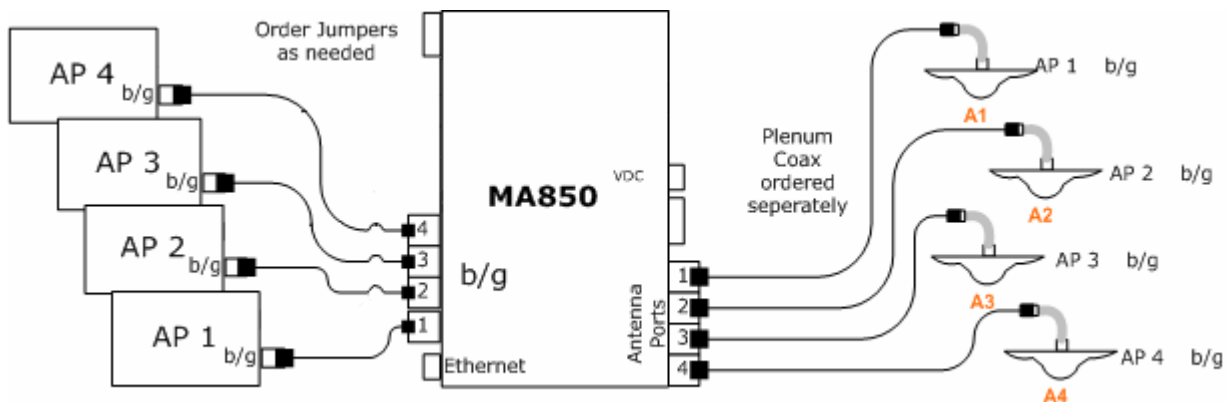 AP 4
b/g
AP 3
b/g
AP 2
b/g
AP 1
b/g
Order Jumpers
as needed
4
3
2
1
b/g
Ethernet
MA850
VDC
Antenna
Ports
1
2
3
4
Plenum
Coax
ordered
seperately
AP 1 b/g
A1
AP 2 b/g
A2
AP 3 b/g
A3
AP 4 b/g
A4